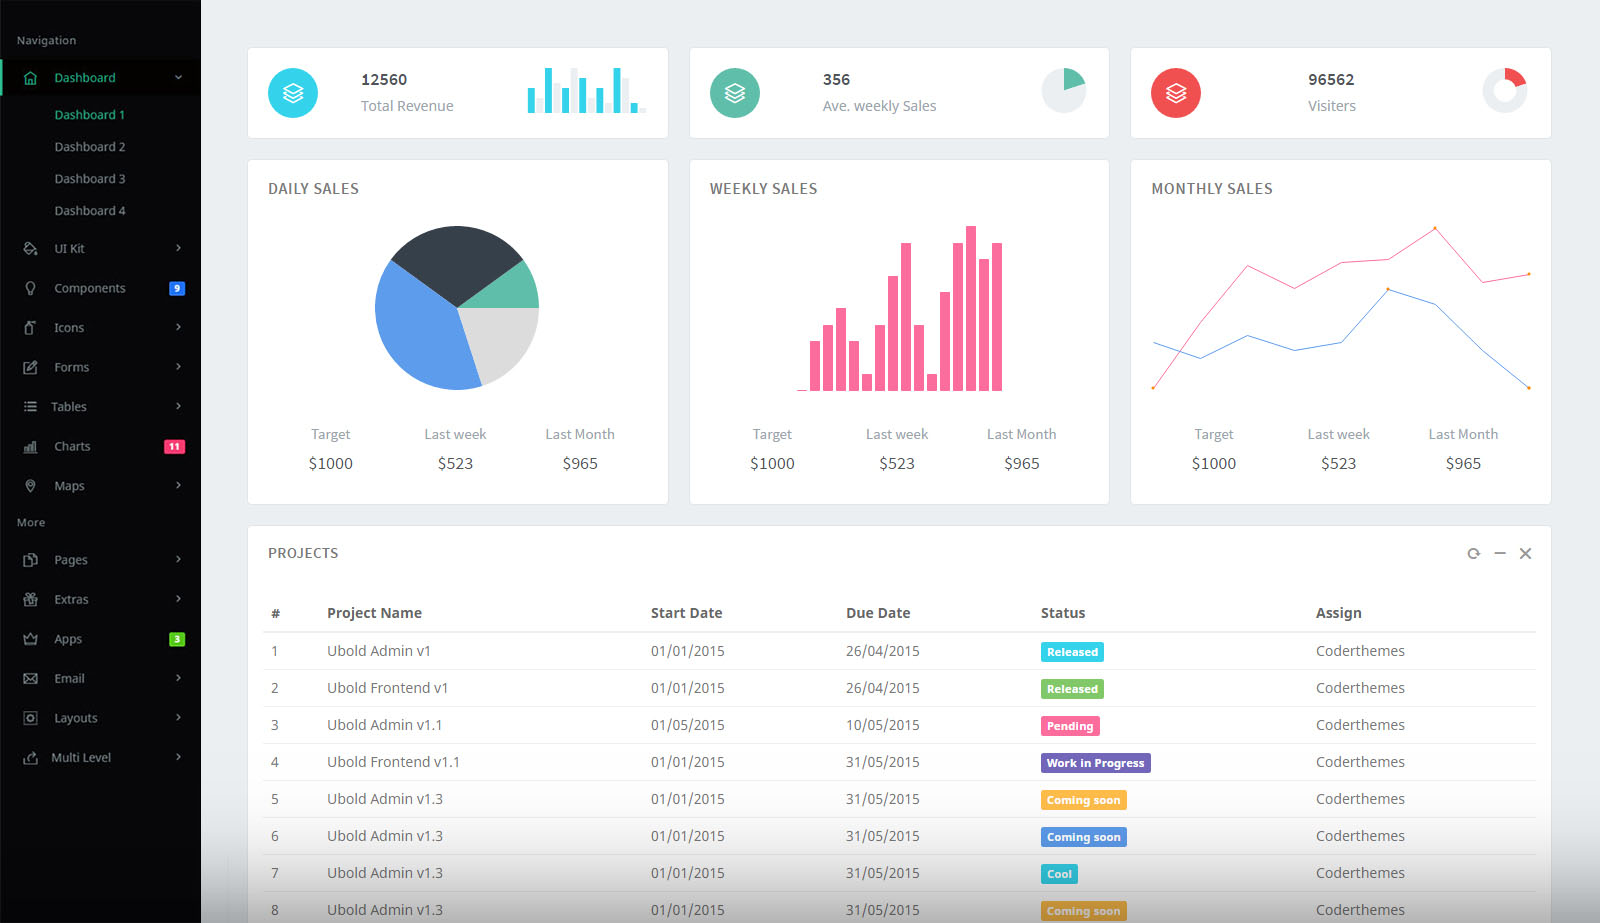 Navigation
Dashboard
Dashboard 1
Dashboard 2
Dashboard 3
Dashboard 4
UI Kit
Components 9
Icons
Forms
Tables
Charts 11
Maps
More
Pages
Extras
Apps 3
Email
Layouts
Multi Level
12560
Total Revenue
356
Ave. weekly Sales
96562
Visiters
DAILY SALES
Target Last week Last Month
$1000 $523 $965
WEEKLY SALES
Target Last week Last Month
$1000 $523 $965
MONTHLY SALES
Target Last week Last Month
$1000 $523 $965
PROJECTS
# Project Name Start Date Due Date Status Assign
1 Ubold Admin v1 01/01/2015 26/04/2015 Released Coderthemes
2 Ubold Frontend v1 01/01/2015 26/04/2015 Released Coderthemes
3 Ubold Admin v1.1 01/05/2015 10/05/2015 Pending Coderthemes
4 Ubold Frontend v1.1 01/01/2015 31/05/2015 Work in Progress Coderthemes
5 Ubold Admin v1.3 01/01/2015 31/05/2015 Coming soon Coderthemes
6 Ubold Admin v1.3 01/01/2015 31/05/2015 Coming soon Coderthemes
7 Ubold Admin v1.3 01/01/2015 31/05/2015 Cool Coderthemes
8 Ubold Admin v1.3 01/01/2015 31/05/2015 Coming soon Coderthemes